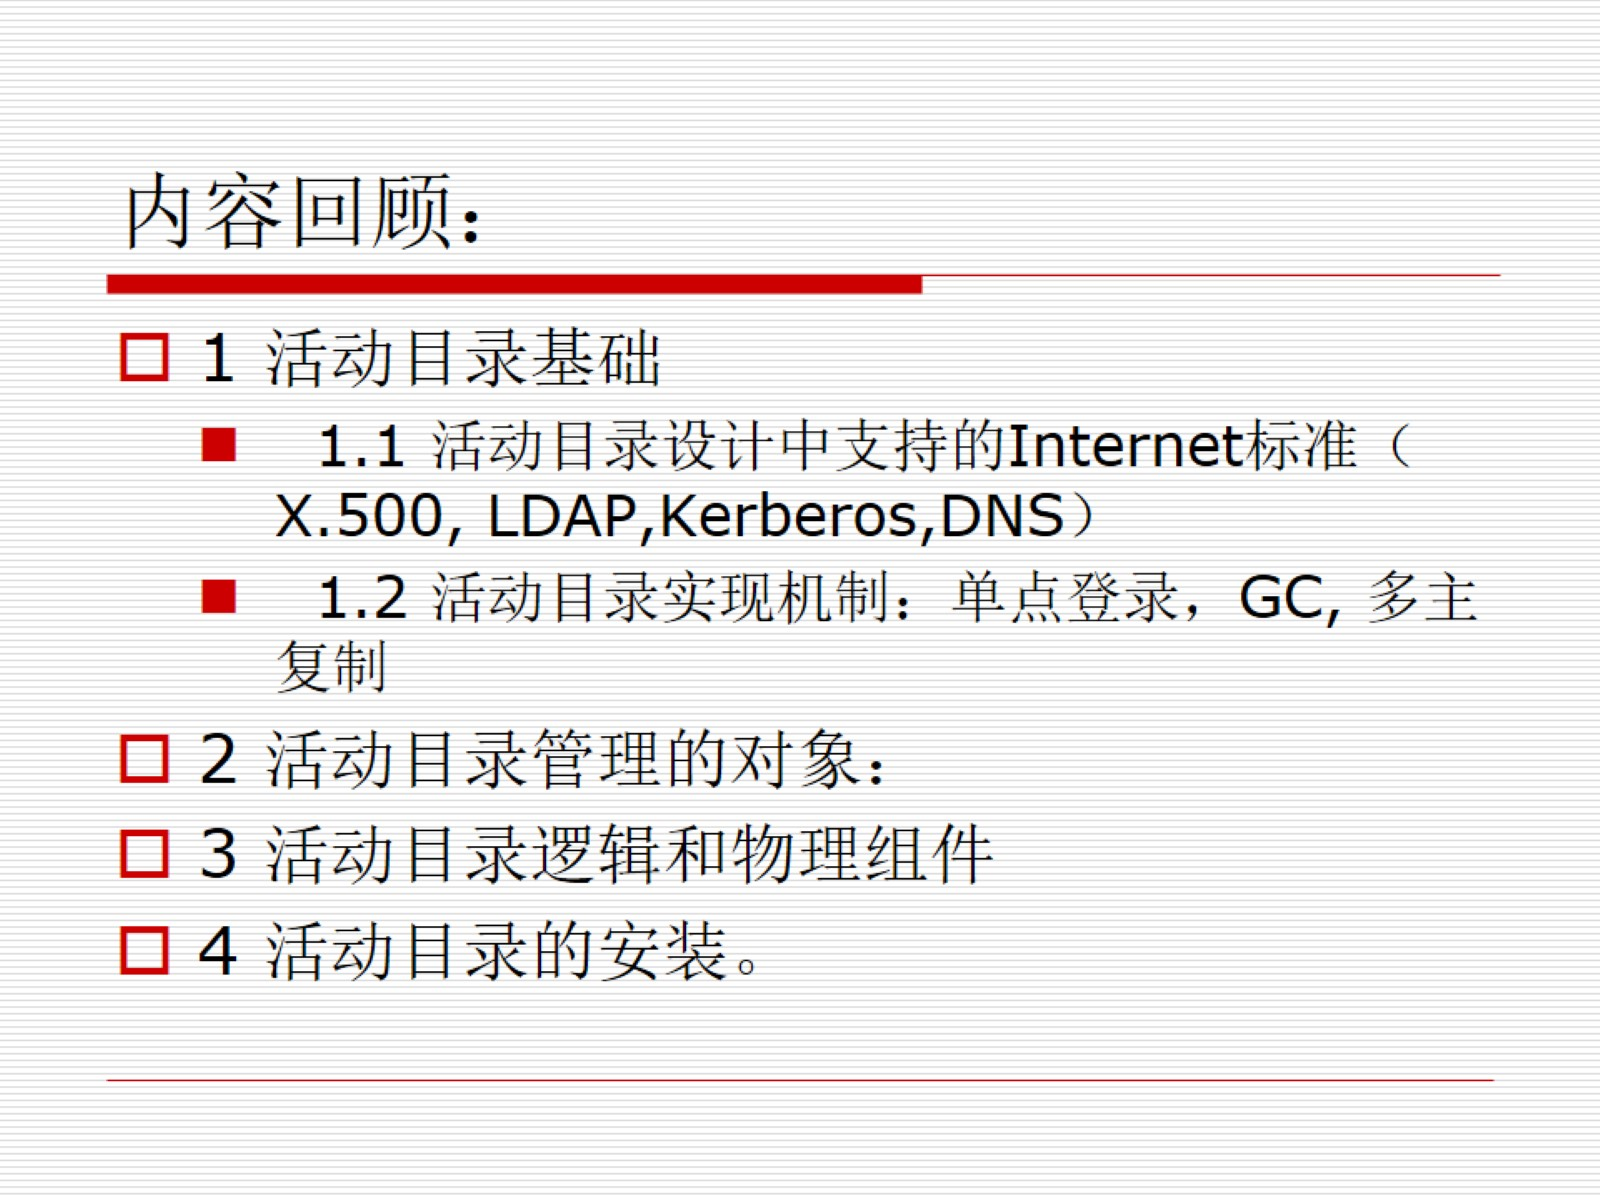 内容回顾：
1 活动目录基础
1.1 活动目录设计中支持的Internet标准（
X.500, LDAP,Kerberos,DNS）
1.2 活动目录实现机制：单点登录，GC, 多主
复制
2 活动目录管理的对象：
3 活动目录逻辑和物理组件
4 活动目录的安装。